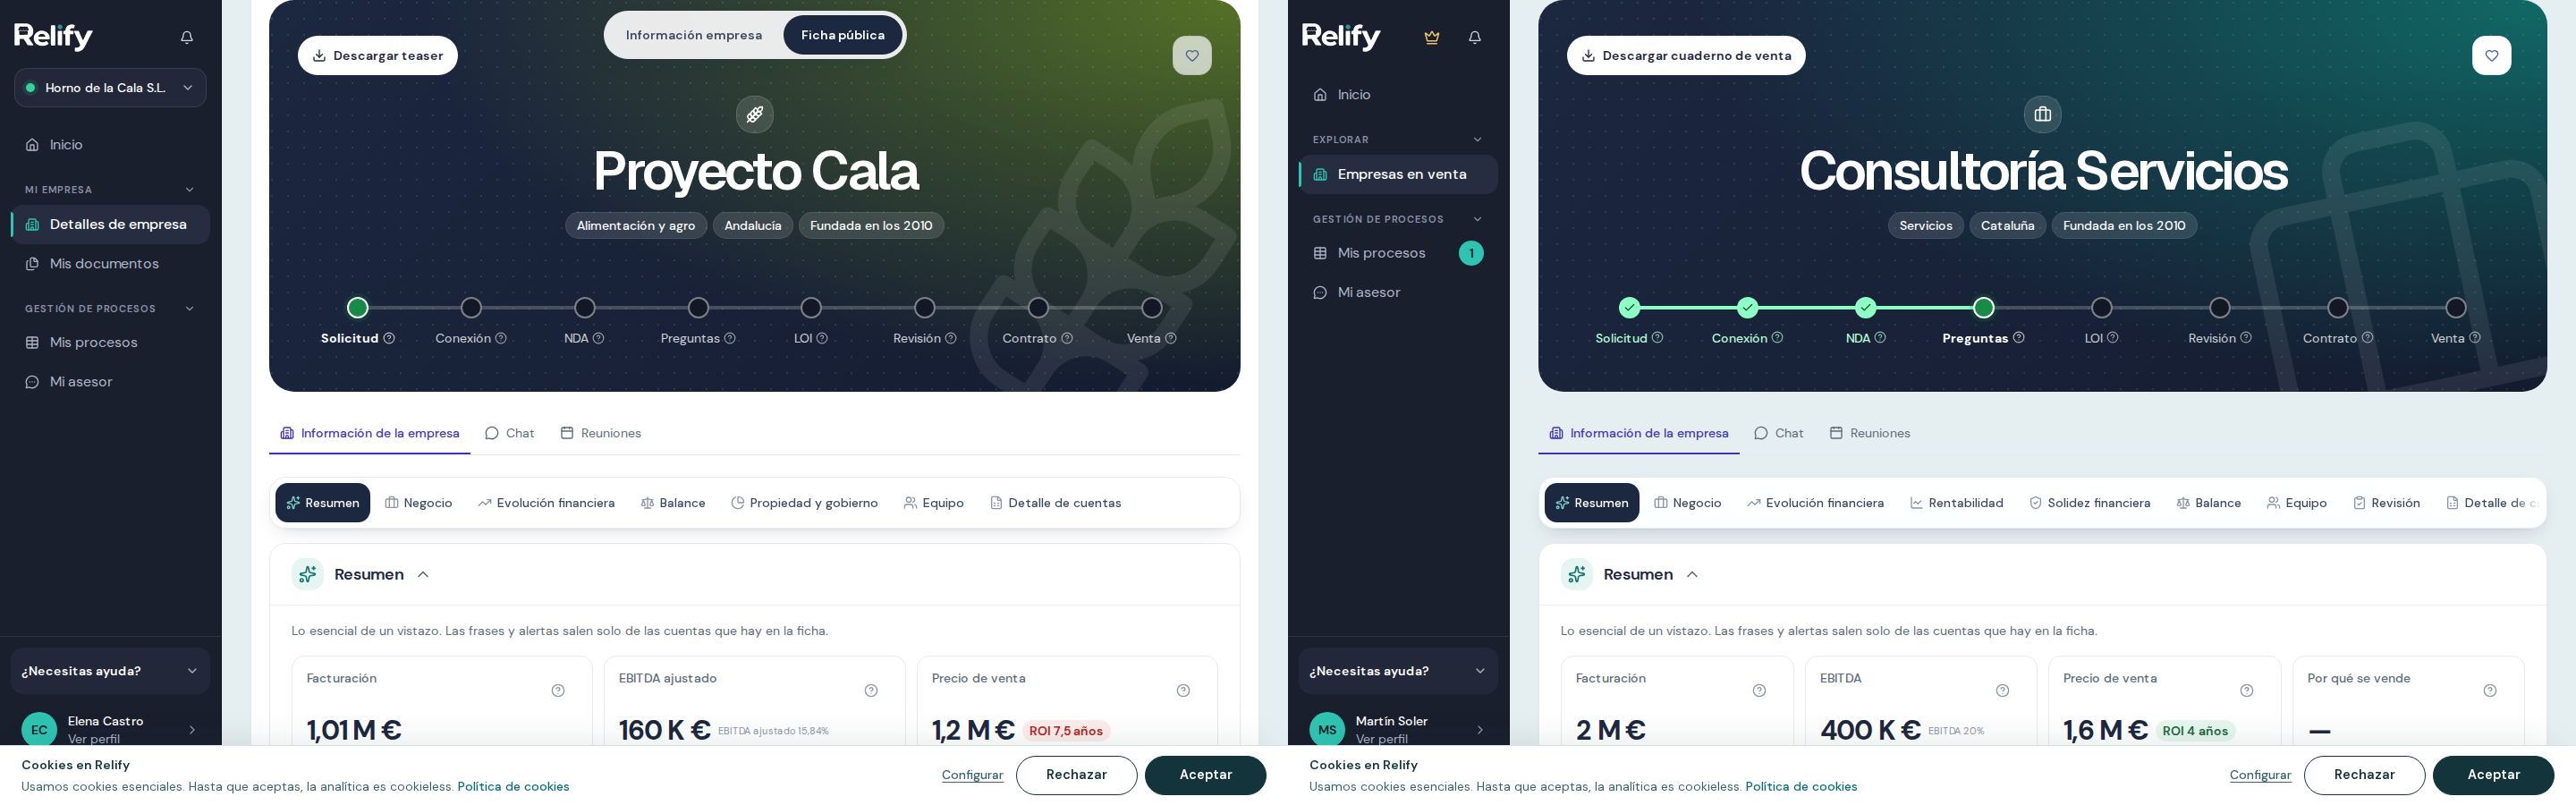 Relify
Horno de la Cala S.L.
Inicio
MI EMPRESA
Detalles de empresa
Mis documentos
GESTIÓN DE PROCESOS
Mis procesos
Mi asesor
¿Necesitas ayuda?
EC
Elena Castro
Ver perfil
Información empresa
Ficha pública
Descargar teaser
Proyecto Cala
Alimentación y agro
Andalucía
Fundada en los 2010
Solicitud
Conexión
NDA
Preguntas
LOI
Revisión
Contrato
Venta
Información de la empresa
Chat
Reuniones
Resumen
Negocio
Evolución financiera
Balance
Propiedad y gobierno
Equipo
Detalle de cuentas
Resumen
Lo esencial de un vistazo. Las frases y alertas salen solo de las cuentas que hay en la ficha.
Facturación
1,01 M €
EBITDA ajustado
160 K €
EBITDA ajustado 15,84%
Precio de venta
1,2 M €
ROI 7,5 años
Cookies en Relify
Usamos cookies esenciales. Hasta que aceptas, la analítica es cookieless. Política de cookies
Configurar
Rechazar
Aceptar
Relify
Inicio
EXPLORAR
Empresas en venta
GESTIÓN DE PROCESOS
Mis procesos
1
Mi asesor
¿Necesitas ayuda?
MS
Martín Soler
Ver perfil
Descargar cuaderno de venta
Consultoría Servicios
Servicios
Cataluña
Fundada en los 2010
Solicitud
Conexión
NDA
Preguntas
LOI
Revisión
Contrato
Venta
Información de la empresa
Chat
Reuniones
Resumen
Negocio
Evolución financiera
Rentabilidad
Solidez financiera
Balance
Equipo
Revisión
Detalle de
Resumen
Lo esencial de un vistazo. Las frases y alertas salen solo de las cuentas que hay en la ficha.
Facturación
2 M €
EBITDA
400 K €
EBITDA 20%
Precio de venta
1,6 M €
ROI 4 años
Por qué se vende
—
Cookies en Relify
Usamos cookies esenciales. Hasta que aceptas, la analítica es cookieless. Política de cookies
Configurar
Rechazar
Aceptar